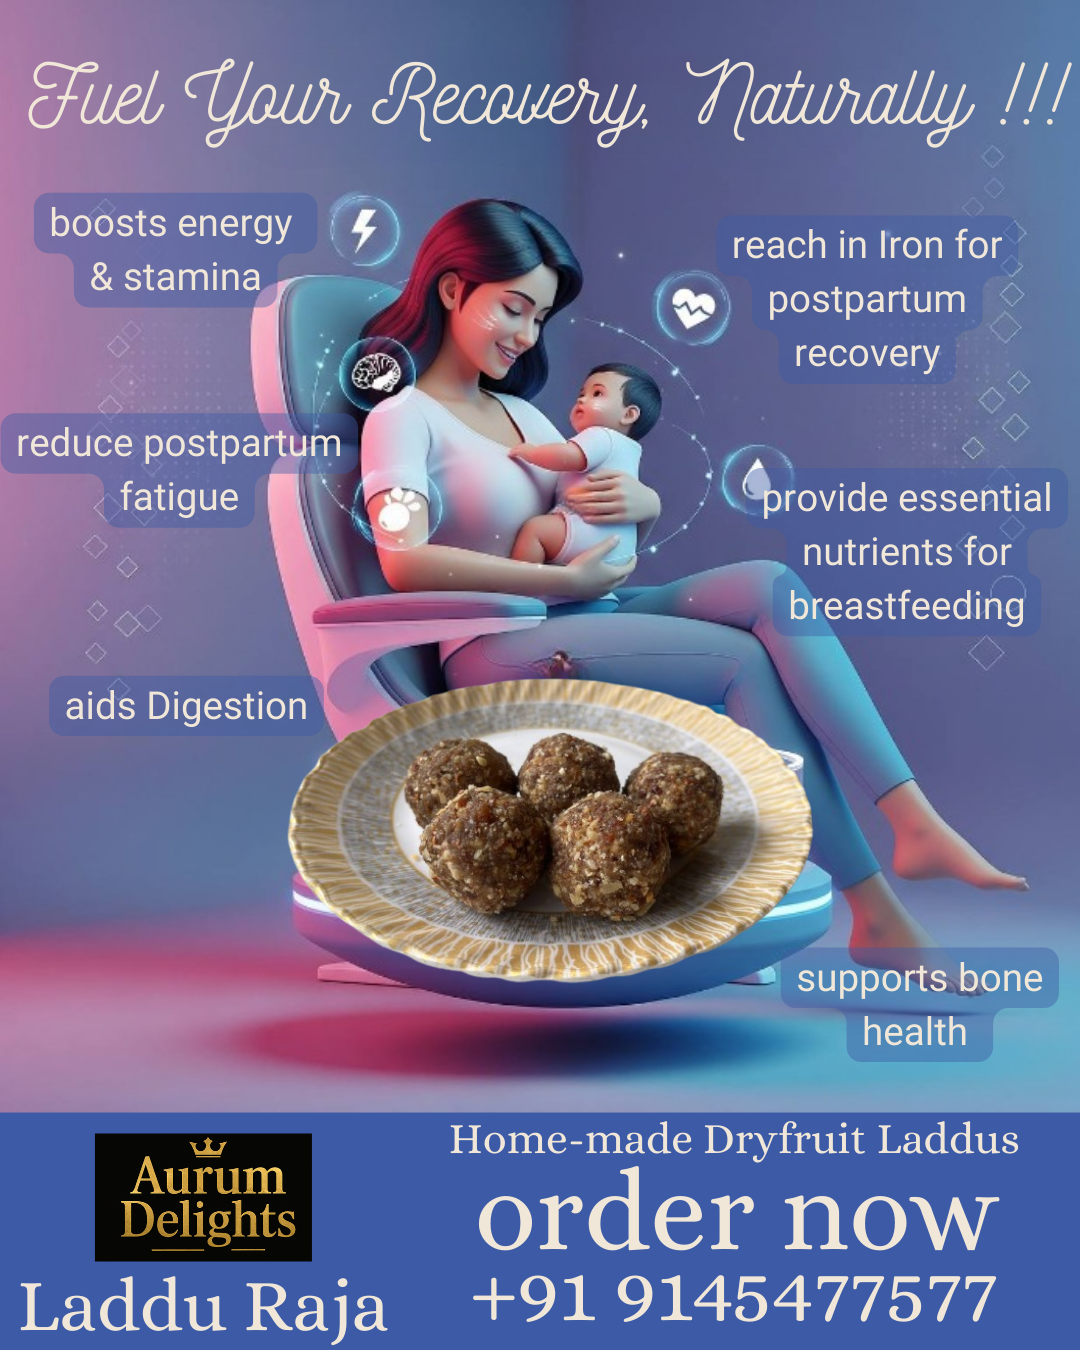 Fuel Your Recovery, Naturally !!!
boosts energy
& stamina
reach in Iron for
postpartum
recovery
reduce postpartum
fatigue
provide essential
nutrients for
breastfeeding
aids Digestion
supports bone
health
Aurum
Delights
Laddu Raja
Home-made Dryfruit Laddus
order now
+91 9145477577